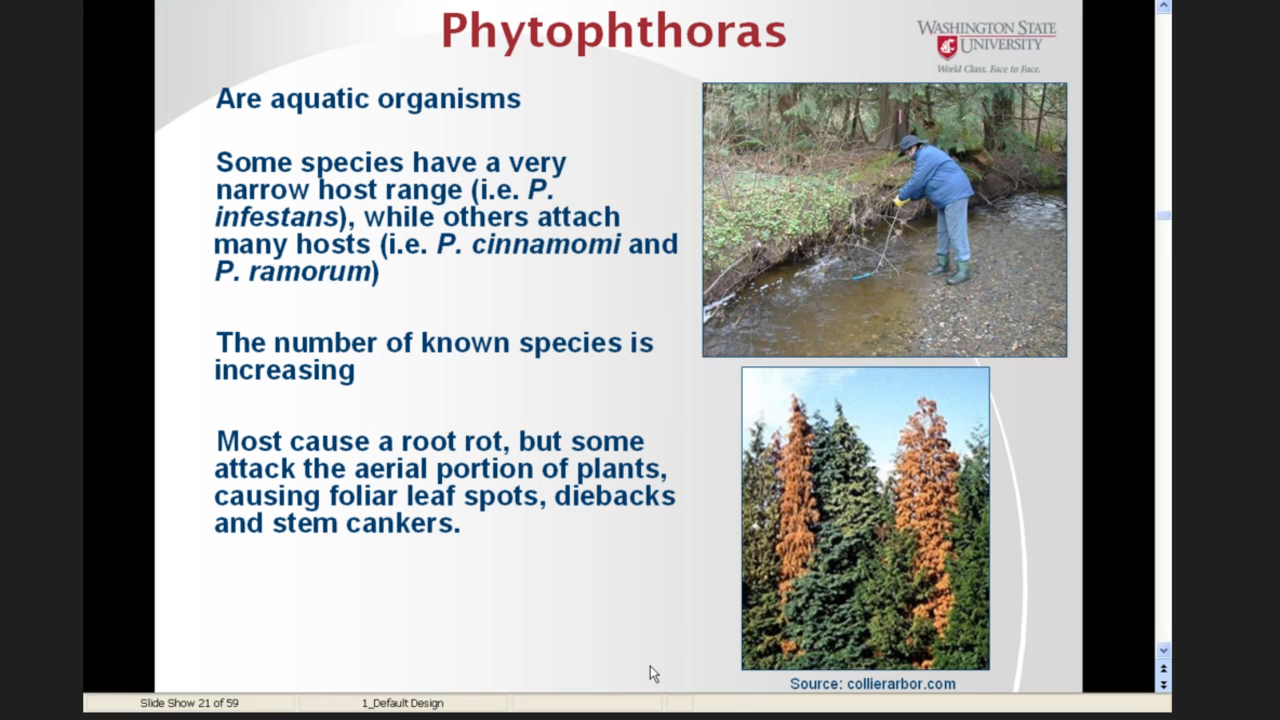 Phytophthoras
WASHINGTON STATE
UNIVERSITY
World Class. Face to Face.
Are aquatic organisms
Some species have a very
narrow host range (i.e. P.
infestans), while others attach
many hosts (i.e. P. cinnamomi and
P. ramorum)
The number of known species is
increasing
Most cause a root rot, but some
attack the aerial portion of plants,
causing foliar leaf spots, diebacks
and stem cankers.
Source: collierarbor.com
Slide Show 21 of 59
1_Default Design